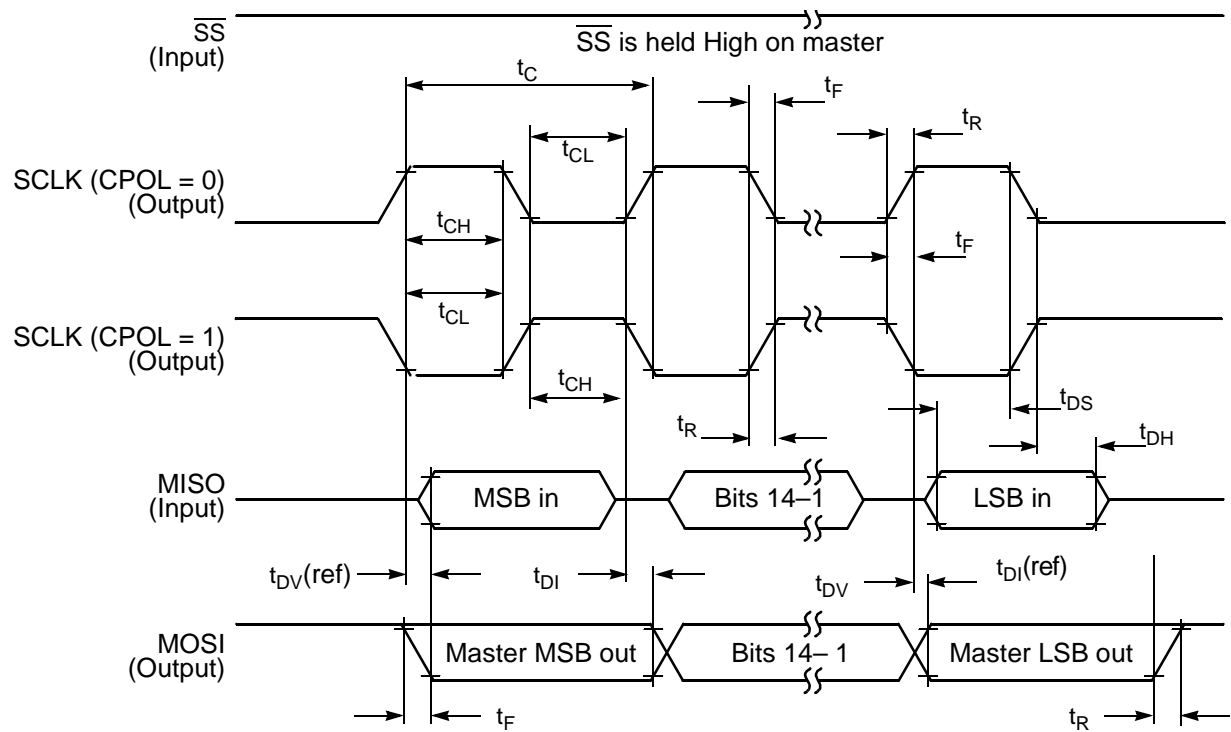 SS
(Input)
SS is held High on master
tC
tF
tR
tCL
SCLK (CPOL = 0)
(Output)
tCH
tF
tCL
SCLK (CPOL = 1)
(Output)
tCH
tDS
tR
tDH
MISO
(Input)
MSB in
Bits 14–1
LSB in
tDV(ref)
tDI
tDV
tDI(ref)
MOSI
(Output)
Master MSB out
Bits 14– 1
Master LSB out
tF
tR